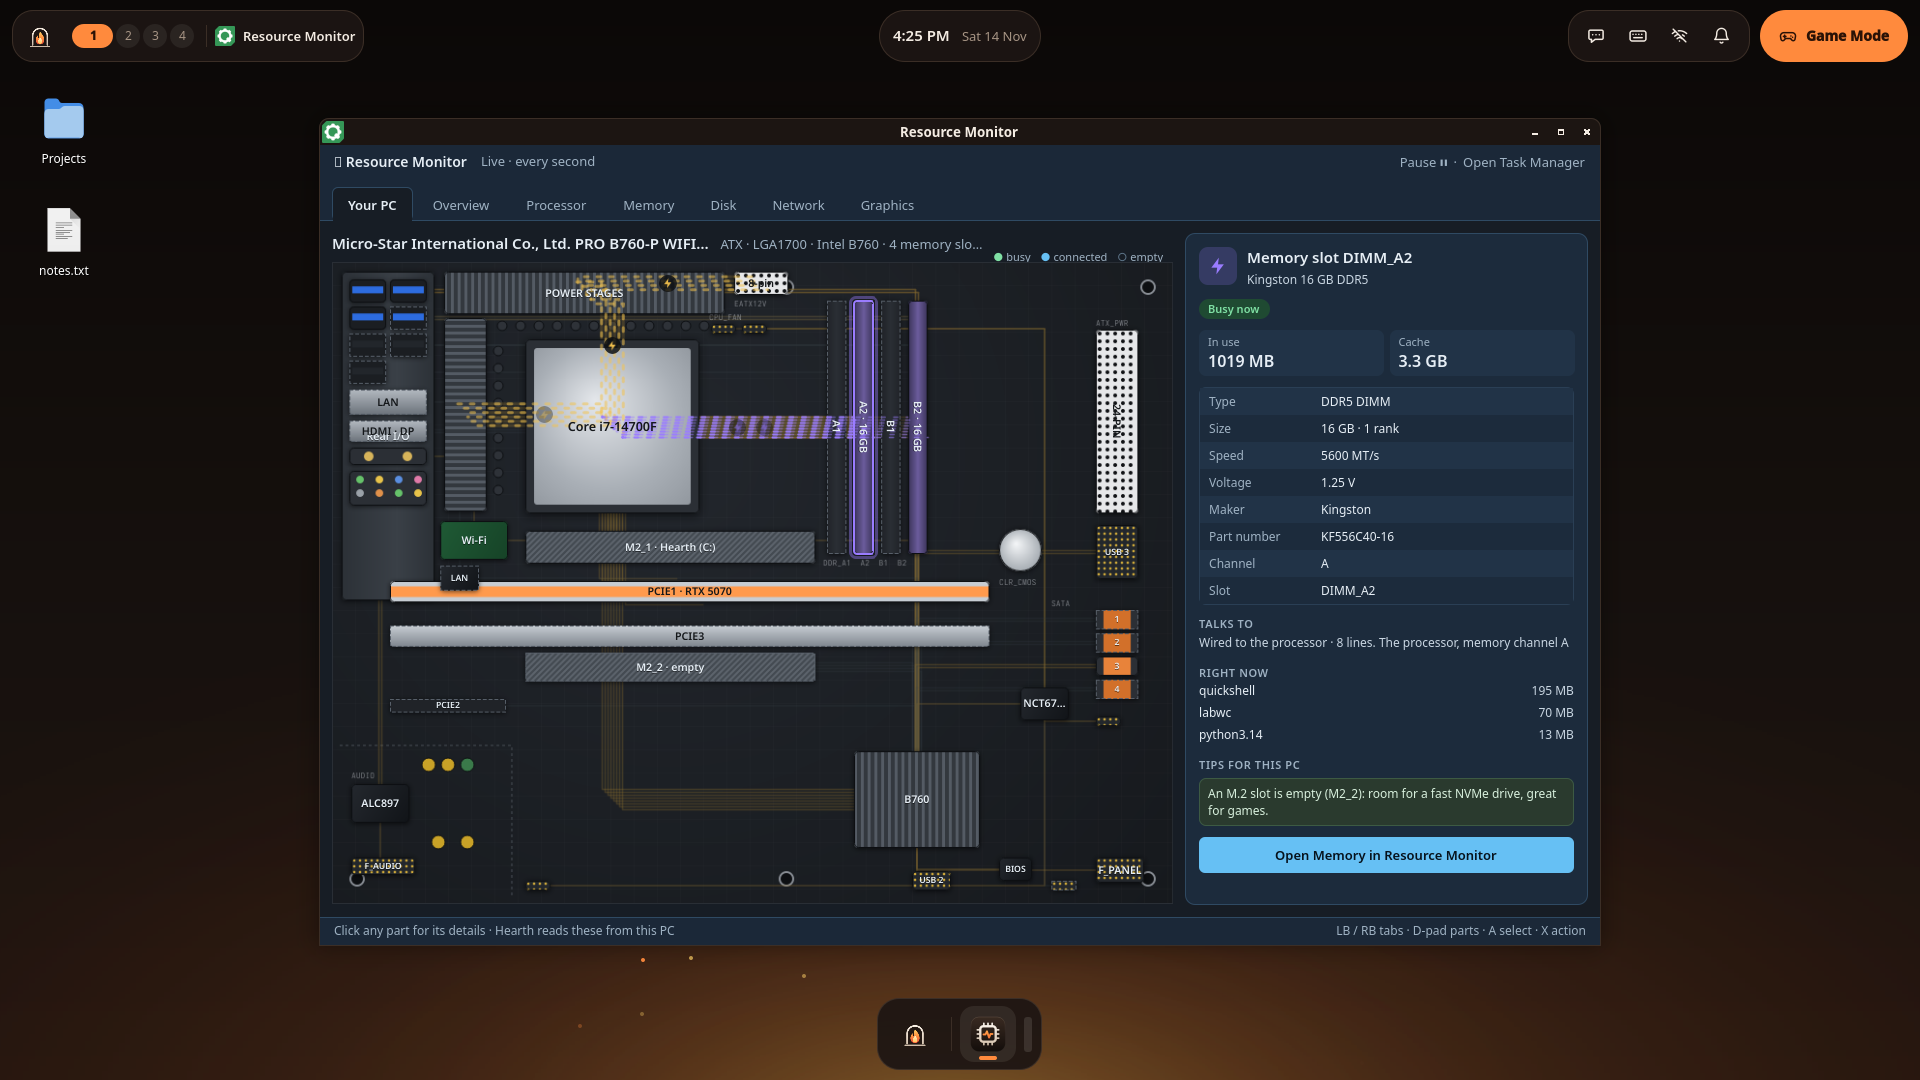 1 2 3 4 Resource Monitor
4:25 PM Sat 14 Nov
Game Mode
Projects
notes.txt
Resource Monitor
Resource Monitor Live · every second
Pause · Open Task Manager
Your PC Overview Processor Memory Disk Network Graphics
Micro-Star International Co., Ltd. PRO B760-P WIFI… ATX · LGA1700 · Intel B760 · 4 memory slo…
busy connected empty
POWER STAGES
8-pin
EATX12V
CPU_FAN
ATX_PWR
LAN
HDMI · DP
Rear I/O
Core i7-14700F
A1
A2 · 16 GB
B1
B2 · 16 GB
24-PIN
Wi-Fi
M2_1 · Hearth (C:)
USB 3
DDR_A1 A2 B1 B2
LAN
CLR_CMOS
PCIE1 · RTX 5070
SATA
1
2
3
4
PCIE3
M2_2 · empty
PCIE2
NCT67…
AUDIO
ALC897
B760
F_AUDIO
USB 2
BIOS
F_PANEL
Memory slot DIMM_A2
Kingston 16 GB DDR5
Busy now
In use
1019 MB
Cache
3.3 GB
Type DDR5 DIMM
Size 16 GB · 1 rank
Speed 5600 MT/s
Voltage 1.25 V
Maker Kingston
Part number KF556C40-16
Channel A
Slot DIMM_A2
TALKS TO
Wired to the processor · 8 lines. The processor, memory channel A
RIGHT NOW
quickshell 195 MB
labwc 70 MB
python3.14 13 MB
TIPS FOR THIS PC
An M.2 slot is empty (M2_2): room for a fast NVMe drive, great
for games.
Open Memory in Resource Monitor
Click any part for its details · Hearth reads these from this PC
LB / RB tabs · D-pad parts · A select · X action